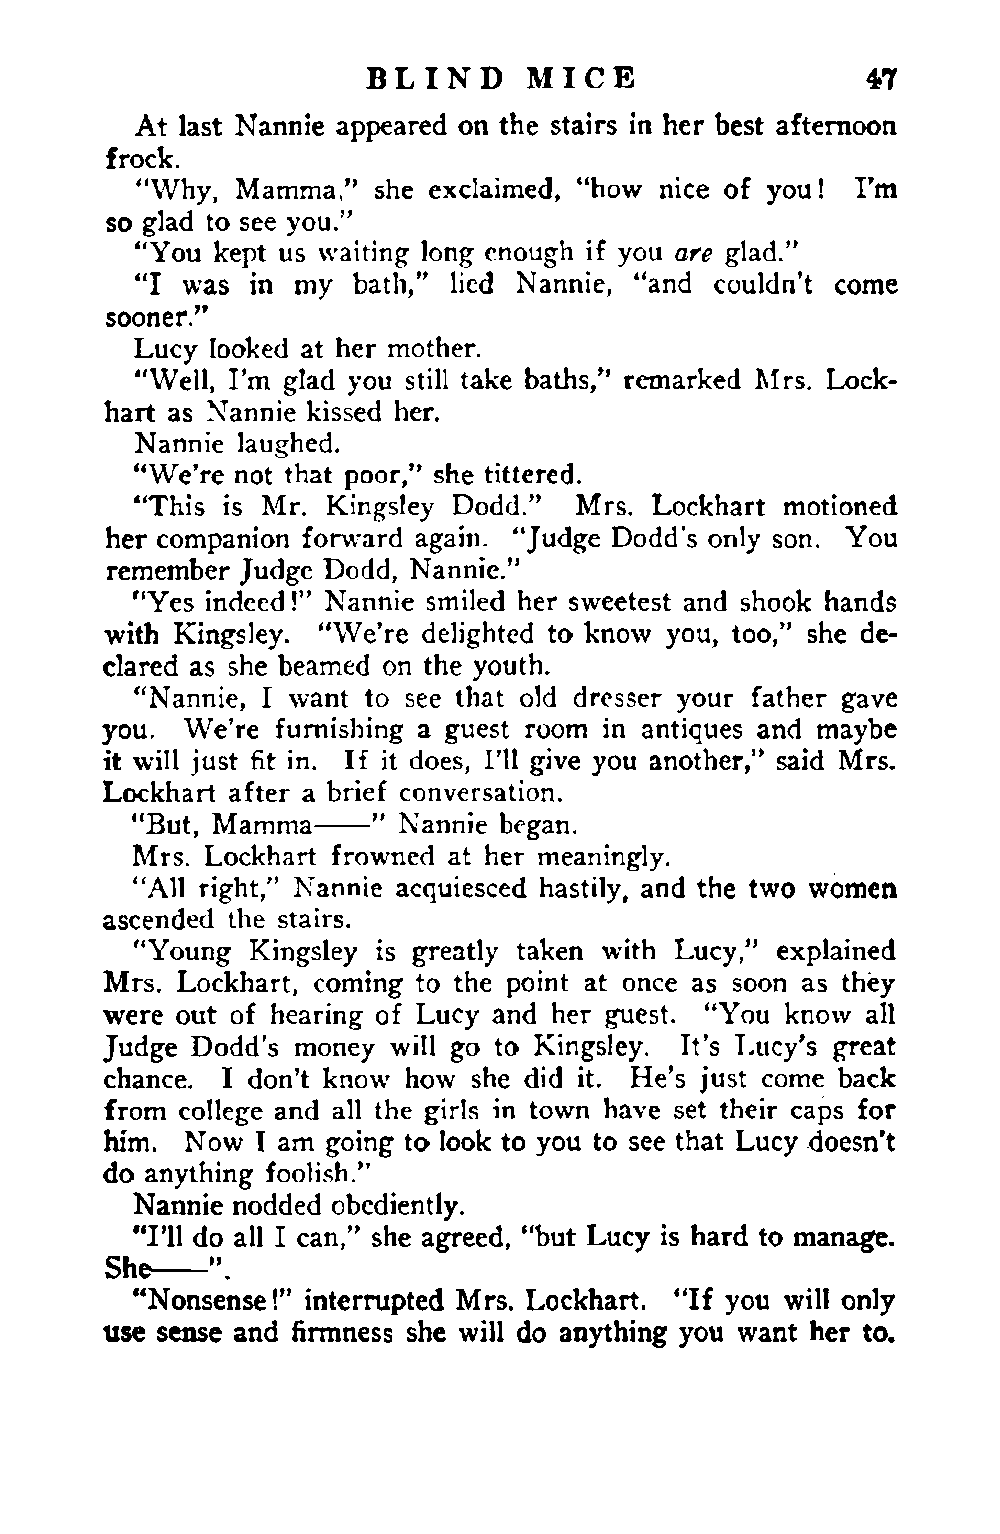 BLIND MICE 47
At last Nannie appeared on the stairs in her best afternoon
frock.
“Why, Mamma,” she exclaimed, “how nice of you! I’m
so glad to see you.”
“You kept us waiting long enough if you are glad.”
“I was in my bath,” lied Nannie, “and couldn’t come
sooner.”
Lucy looked at her mother.
“Well, I’m glad you still take baths,” remarked Mrs. Lock-
hart as Nannie kissed her.
Nannie laughed.
“We’re not that poor,” she tittered.
“This is Mr. Kingsley Dodd.” Mrs. Lockhart motioned
her companion forward again. “Judge Dodd’s only son. You
remember Judge Dodd, Nannie.”
“Yes indeed!” Nannie smiled her sweetest and shook hands
with Kingsley. “We’re delighted to know you, too,” she de-
clared as she beamed on the youth.
“Nannie, I want to see that old dresser your father gave
you. We’re furnishing a guest room in antiques and maybe
it will just fit in. If it does, I’ll give you another,” said Mrs.
Lockhart after a brief conversation.
“But, Mamma——” Nannie began.
Mrs. Lockhart frowned at her meaningly.
“All right,” Nannie acquiesced hastily, and the two women
ascended the stairs.
“Young Kingsley is greatly taken with Lucy,” explained
Mrs. Lockhart, coming to the point at once as soon as they
were out of hearing of Lucy and her guest. “You know all
Judge Dodd’s money will go to Kingsley. It’s Lucy’s great
chance. I don’t know how she did it. He’s just come back
from college and all the girls in town have set their caps for
him. Now I am going to look to you to see that Lucy doesn’t
do anything foolish.”
Nannie nodded obediently.
“I’ll do all I can,” she agreed, “but Lucy is hard to manage.
She——”.
“Nonsense!” interrupted Mrs. Lockhart. “If you will only
use sense and firmness she will do anything you want her to.